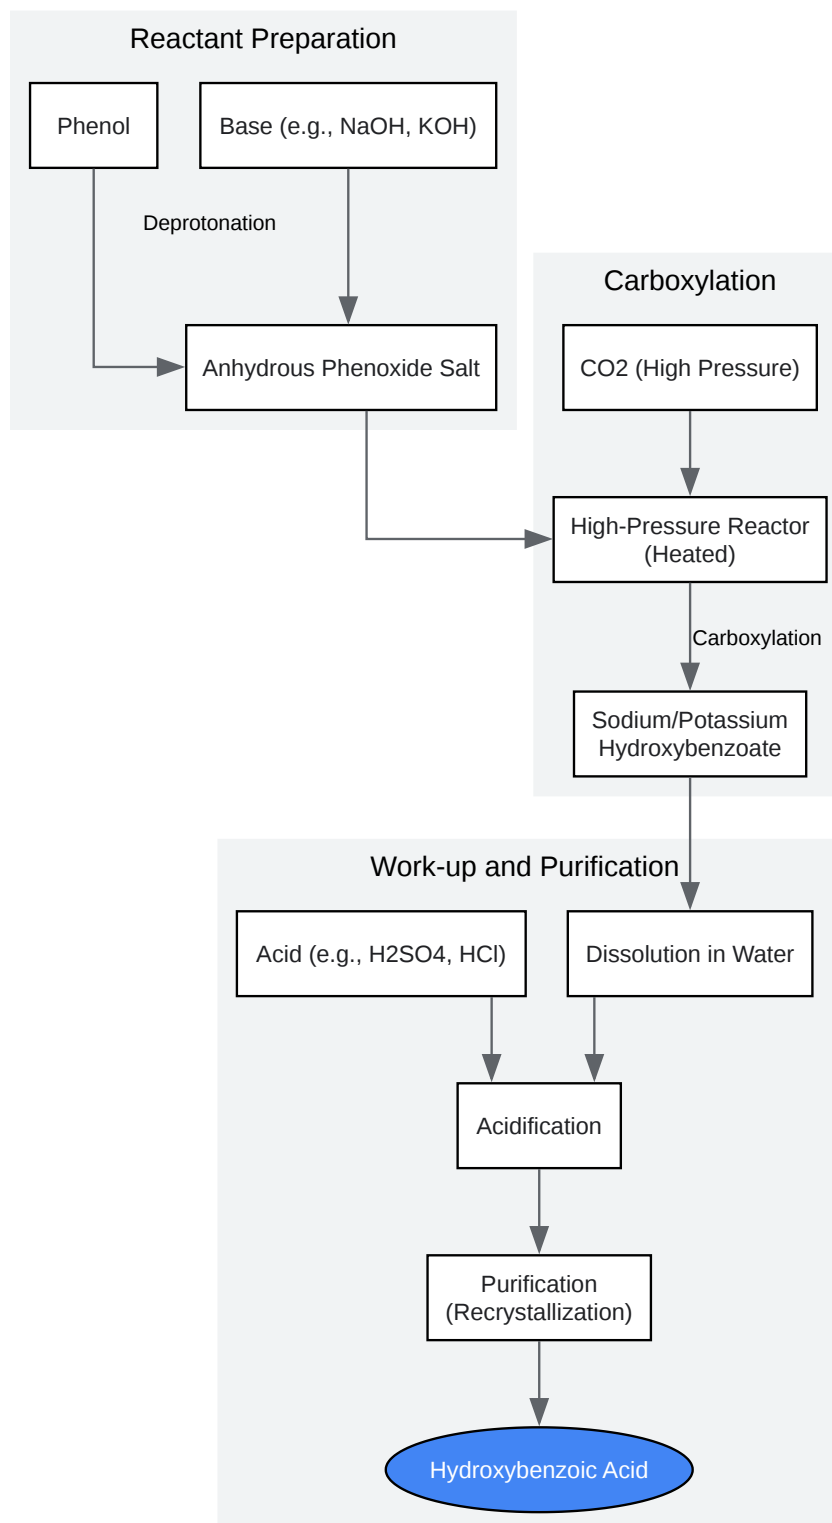 Reactant Preparation
Phenol
Base (e.g., NaOH, KOH)
Deprotonation
Anhydrous Phenoxide Salt
Carboxylation
CO2 (High Pressure)
High-Pressure Reactor
(Heated)
Carboxylation
Sodium/Potassium
Hydroxybenzoate
Work-up and Purification
Acid (e.g., H2SO4, HCl)
Dissolution in Water
Acidification
Purification
(Recrystallization)
Hydroxybenzoic Acid